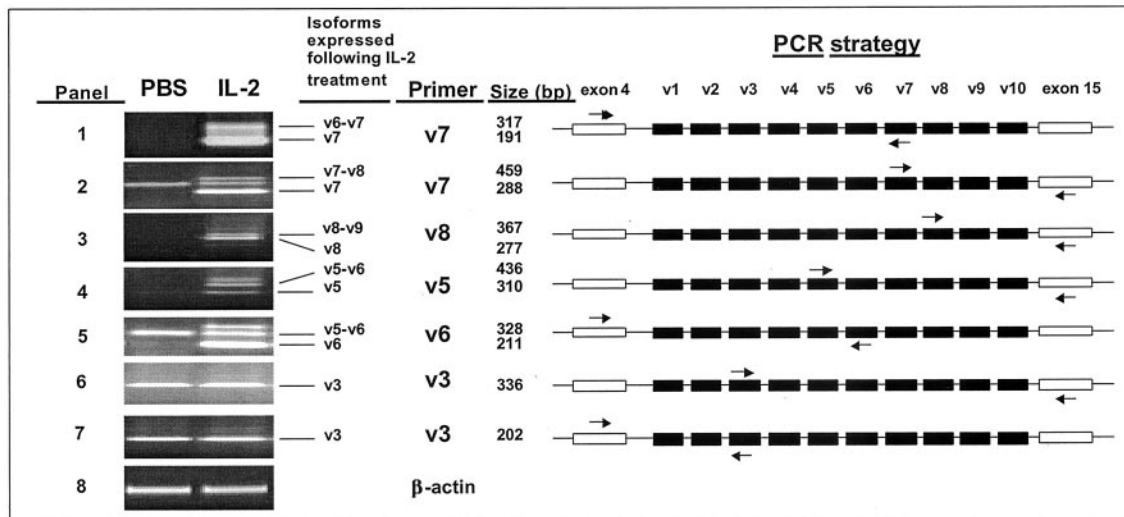 Isoforms
expressed
following IL-2
treatment
PCR strategy
Panel PBS IL-2 Primer Size (bp) exon 4 v1 v2 v3 v4 v5 v6 v7 v8 v9 v10 exon 15
1 v6-v7 v7 317
v7 191
2 v7-v8 v7 459
v7 288
3 v8-v9 v8 367
v8 277
4 v5-v6 v5 436
v5 310
5 v5-v6 v6 328
v6 211
6 v3 v3 336
7 v3 v3 202
8 β-actin